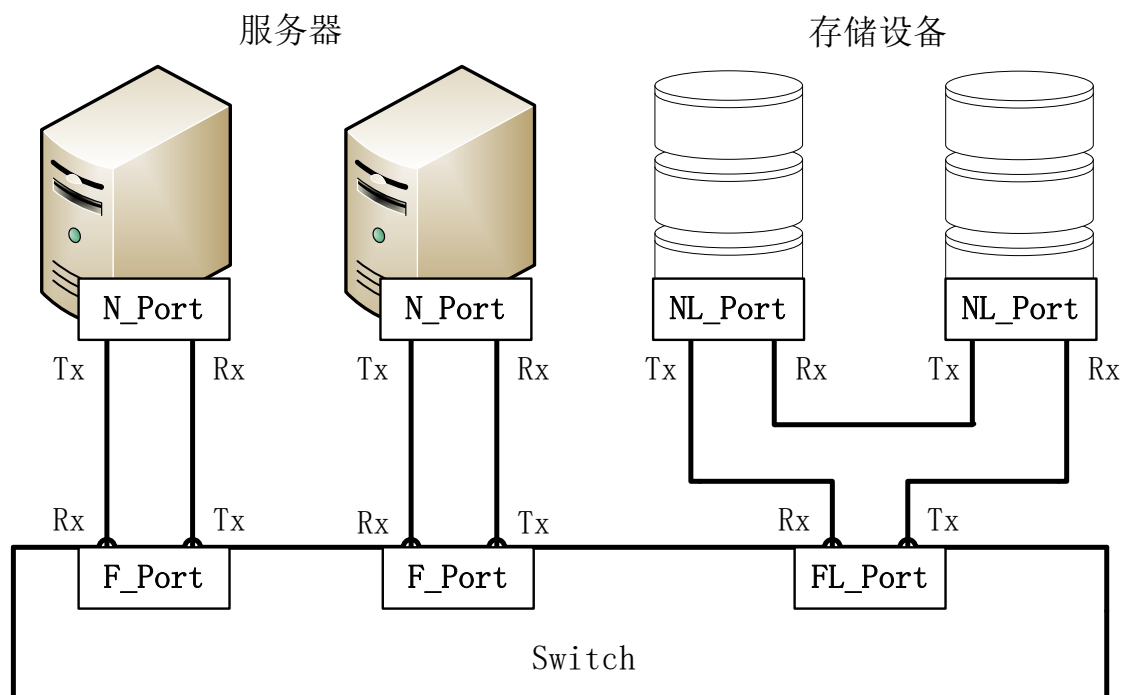 服务器 存储设备
N_Port N_Port NL_Port NL_Port
Tx Rx Tx Rx Tx Rx Tx Rx
Rx Tx Rx Tx Rx Tx
F_Port F_Port FL_Port
Switch